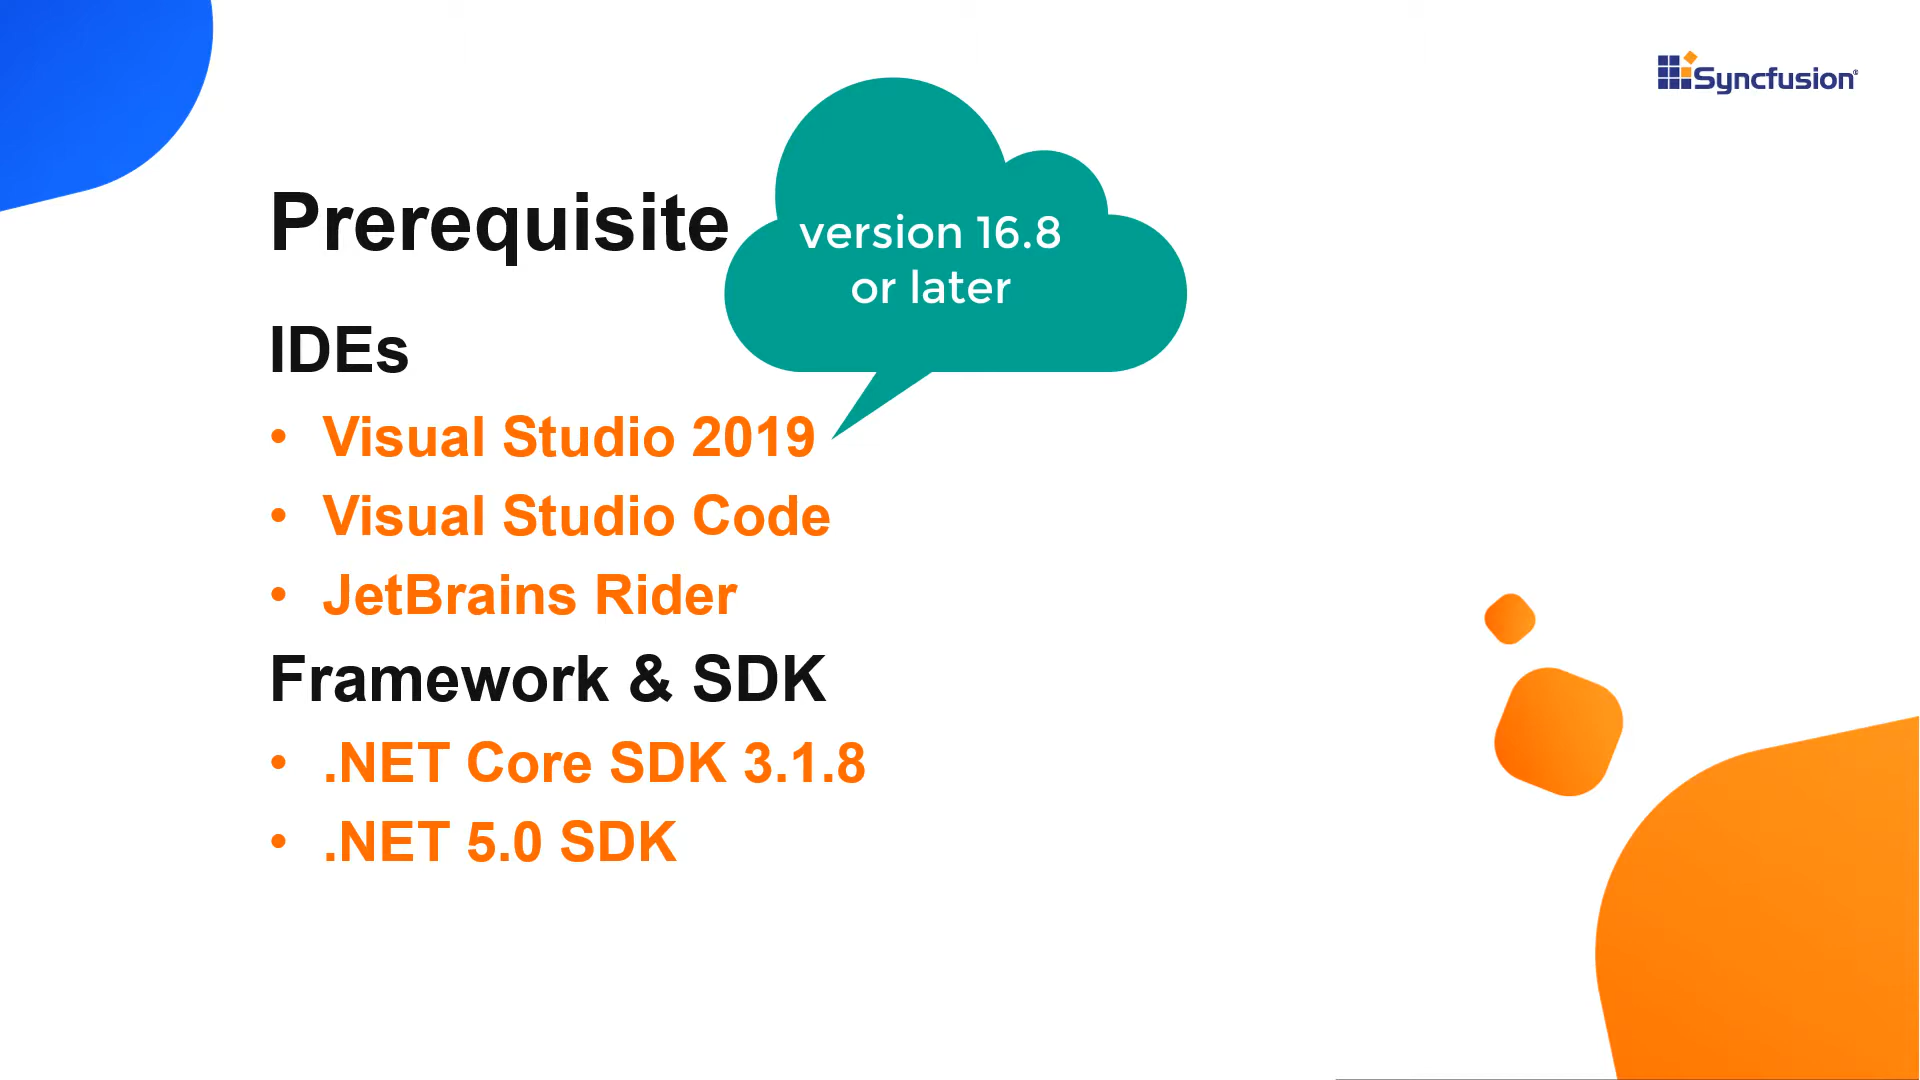 Syncfusion®
Prerequisite
version 16.8
or later
IDEs
• Visual Studio 2019
• Visual Studio Code
• JetBrains Rider
Framework & SDK
• .NET Core SDK 3.1.8
• .NET 5.0 SDK